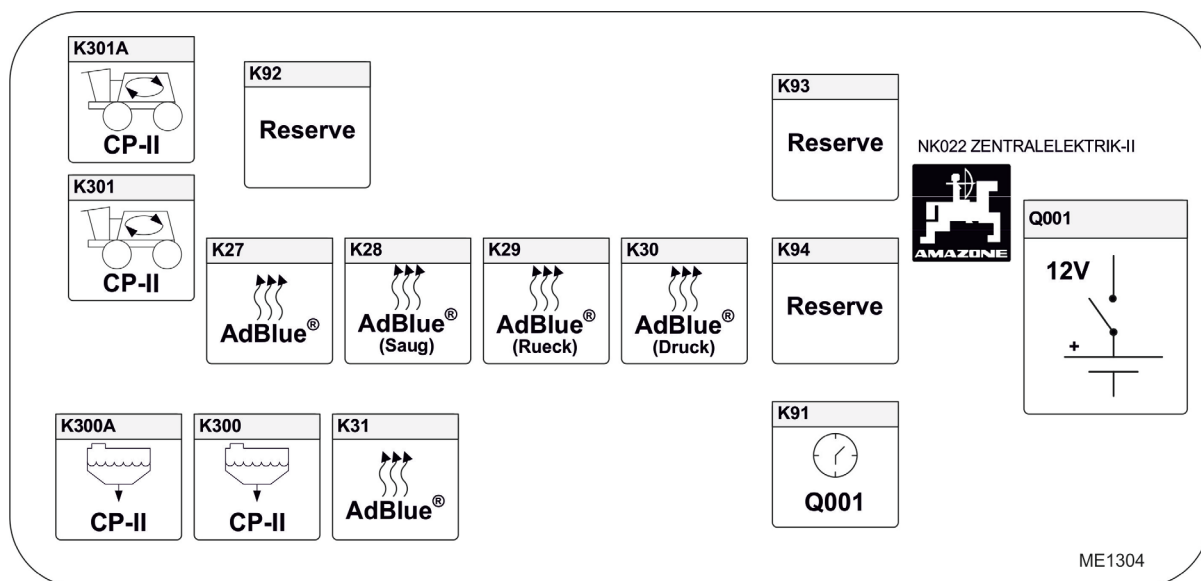 K301A
CP-II
K92
Reserve
K93
Reserve
NK022 ZENTRALELEKTRIK-II
AMAZONE
K301
CP-II
Q001
12V
+
K27
AdBlue®
K28
AdBlue®
(Saug)
K29
AdBlue®
(Rueck)
K30
AdBlue®
(Druck)
K94
Reserve
K300A
CP-II
K300
CP-II
K31
AdBlue®
K91
Q001
ME1304